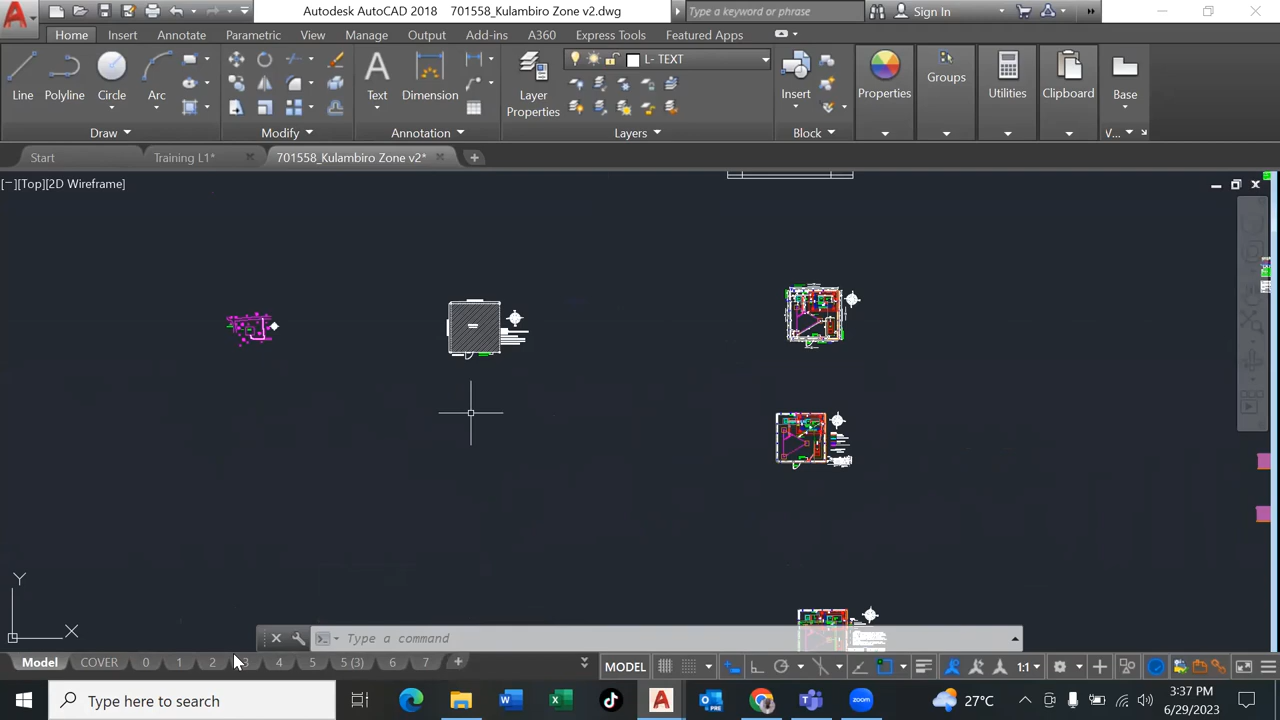 Autodesk AutoCAD 2018 701558_Kulambiro Zone v2.dwg
Type a keyword or phrase
Sign In
Home Insert Annotate Parametric View Manage Output Add-ins A360 Express Tools Featured Apps
L- TEXT
Line Polyline Circle Arc
Text Dimension
Layer Properties
Insert
Properties Groups Utilities Clipboard Base
Draw Modify Annotation Layers Block V...
Start Training L1* 701558_Kulambiro Zone v2*
[−][Top][2D Wireframe]
Y
X
Type a command
Model COVER 0 1 2 3 4 5 5 (3) 6 7
MODEL 1:1
Type here to search
27°C
3:37 PM
6/29/2023